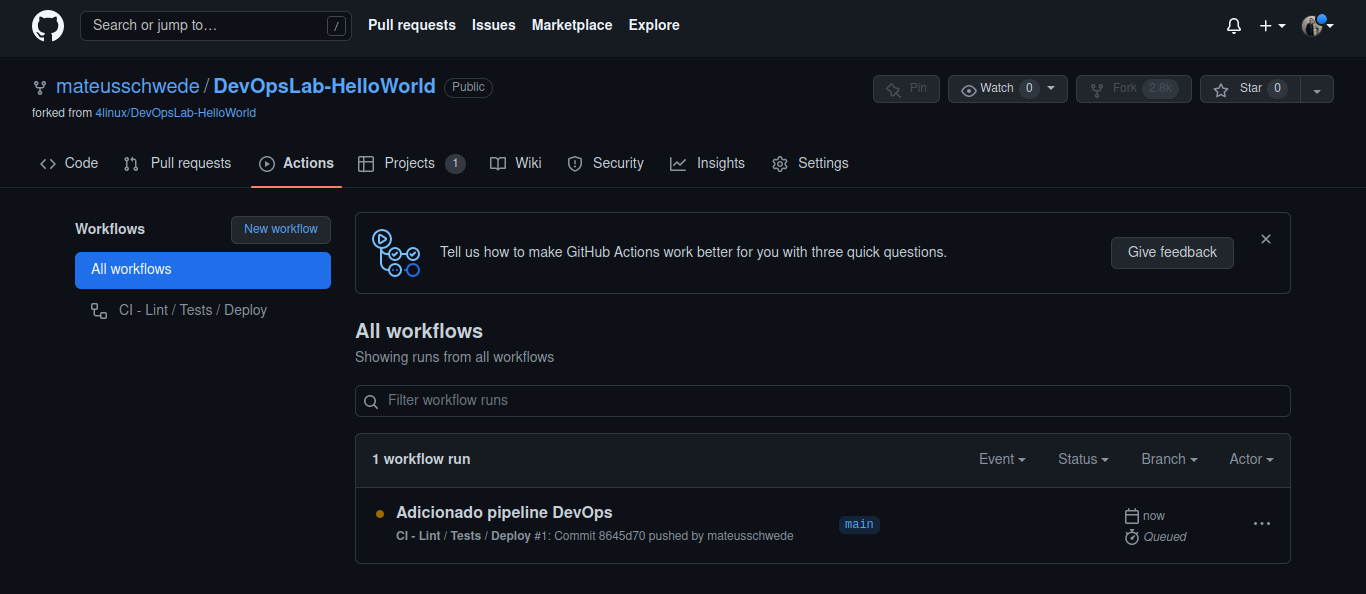 Search or jump to… / Pull requests Issues Marketplace Explore
mateusschwede / DevOpsLab-HelloWorld Public Pin Watch 0 Fork 2.8k Star 0
forked from 4linux/DevOpsLab-HelloWorld
Code Pull requests Actions Projects 1 Wiki Security Insights Settings
Workflows New workflow
All workflows
CI - Lint / Tests / Deploy
Tell us how to make GitHub Actions work better for you with three quick questions. Give feedback
All workflows
Showing runs from all workflows
Filter workflow runs
1 workflow run Event Status Branch Actor
Adicionado pipeline DevOps
CI - Lint / Tests / Deploy #1: Commit 8645d70 pushed by mateusschwede
main
now
Queued